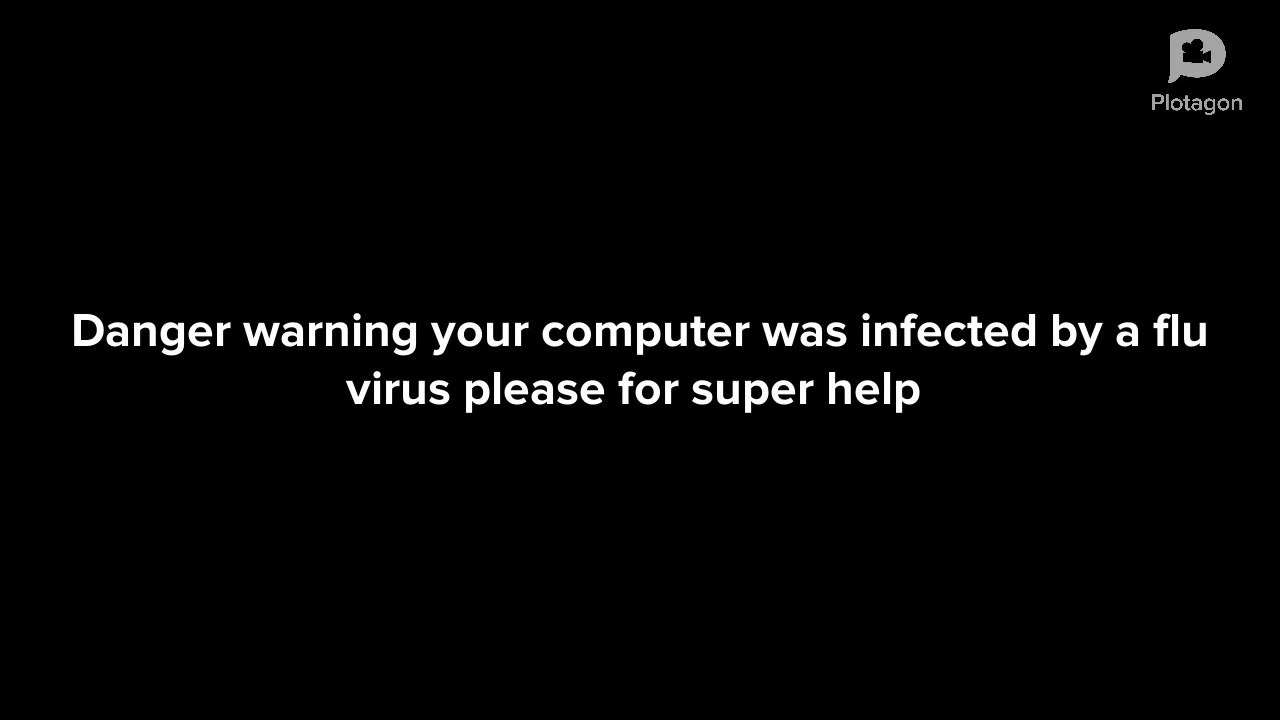 Plotagon
Danger warning your computer was infected by a flu
virus please for super help